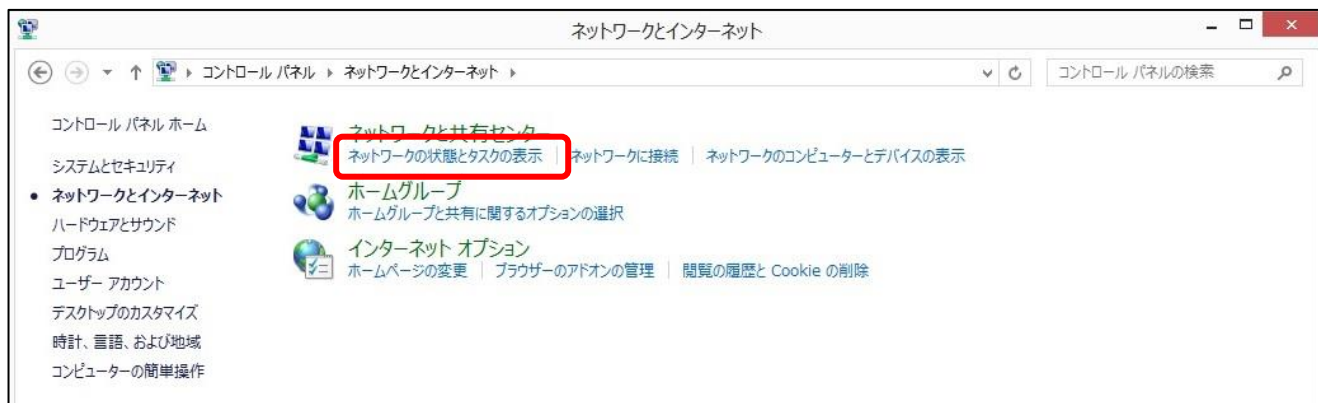 ネットワークとインターネット
コントロール パネル ネットワークとインターネット コントロール パネルの検索
コントロール パネル ホーム
システムとセキュリティ
ネットワークとインターネット
ハードウェアとサウンド
プログラム
ユーザー アカウント
デスクトップのカスタマイズ
時計、言語、および地域
コンピューターの簡単操作
ネットワークと共有センター
ネットワークの状態とタスクの表示 ネットワークに接続 ネットワークのコンピューターとデバイスの表示
ホームグループ
ホームグループと共有に関するオプションの選択
インターネット オプション
ホームページの変更 ブラウザーのアドオンの管理 閲覧の履歴と Cookie の削除